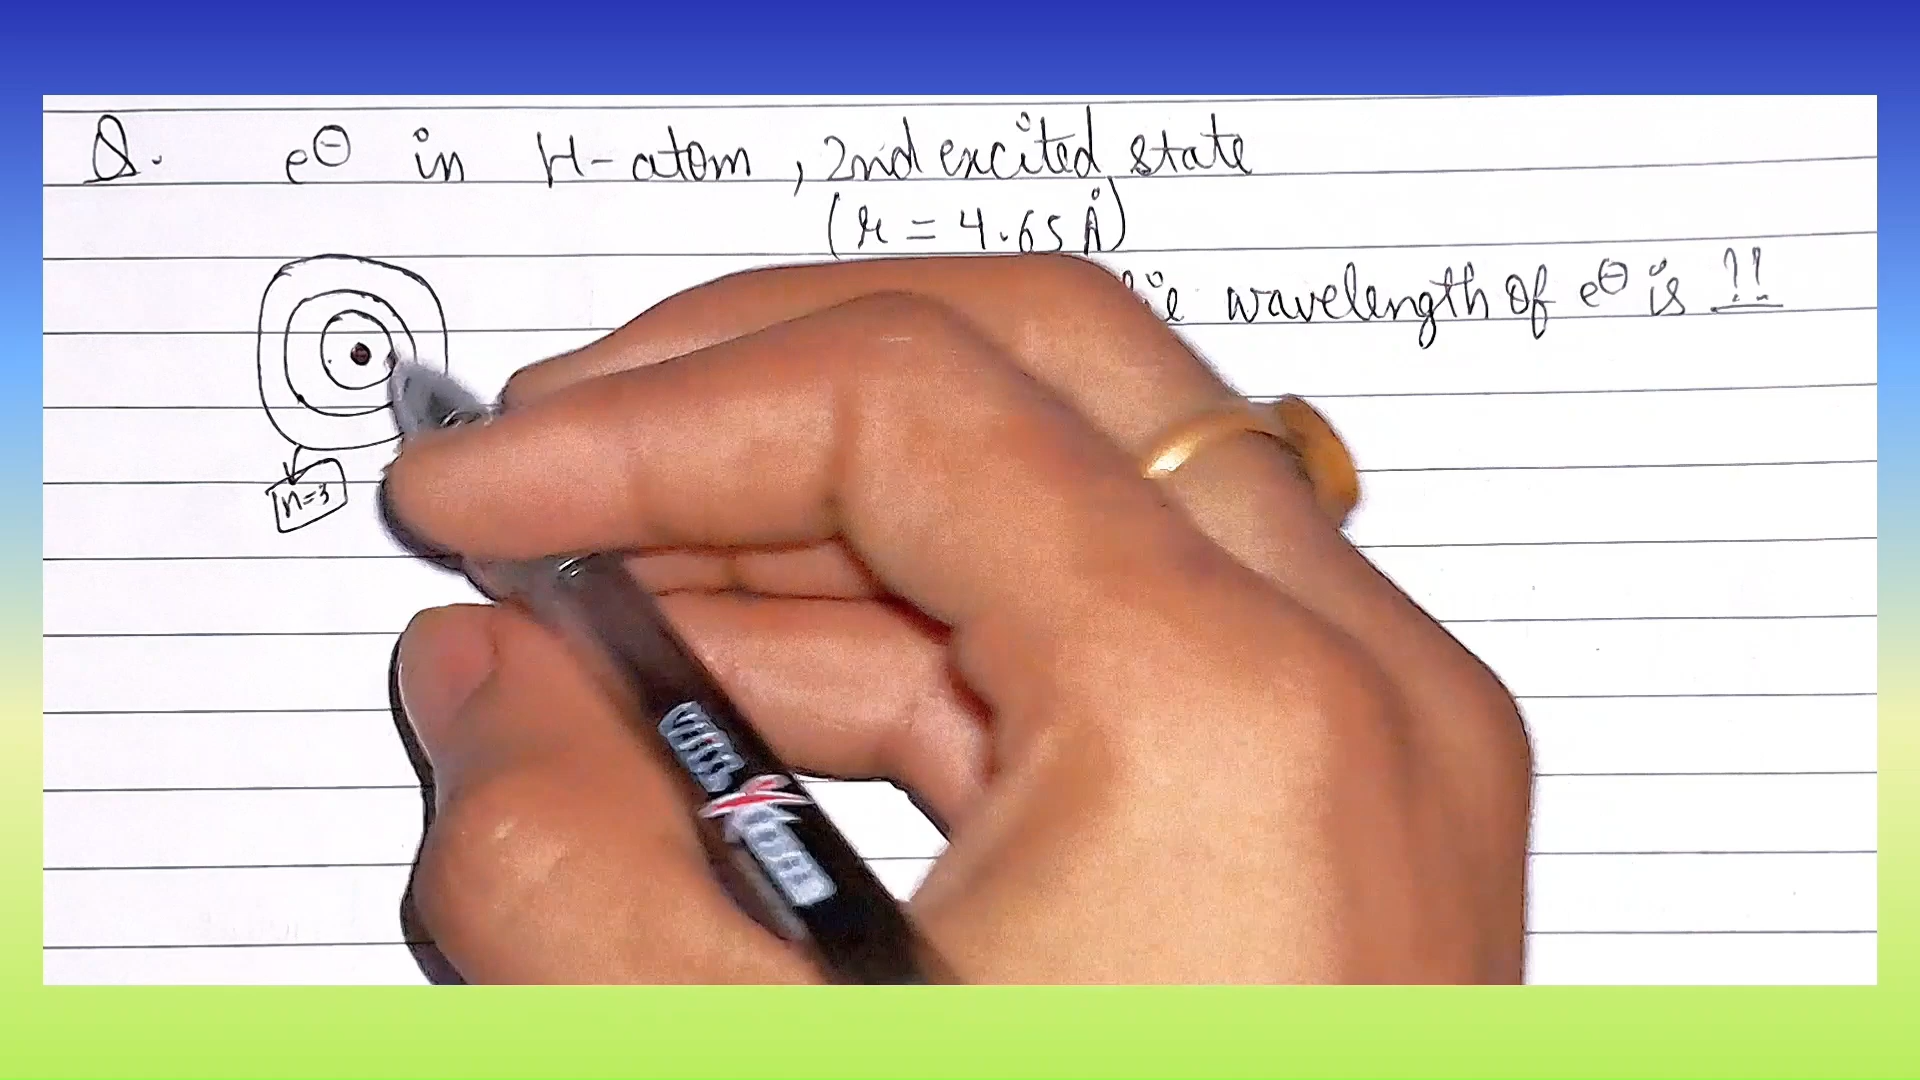 Q. e⊖ in H-atom, 2nd excited state
(r = 4.65 Å)
wavelength of e⊖ is ??
n=3